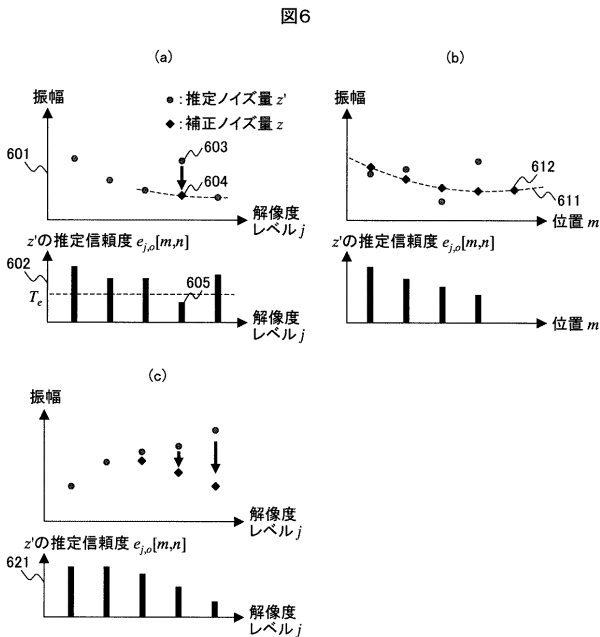 図6
(a)
振幅
●:推定ノイズ量 z'
◆:補正ノイズ量 z
601
603
604
解像度
レベル j
z'の推定信頼度 e_{j,o}[m,n]
602
T_e
605
解像度
レベル j
(b)
振幅
612
611
位置 m
z'の推定信頼度 e_{j,o}[m,n]
位置 m
(c)
振幅
解像度
レベル j
z'の推定信頼度 e_{j,o}[m,n]
621
解像度
レベル j